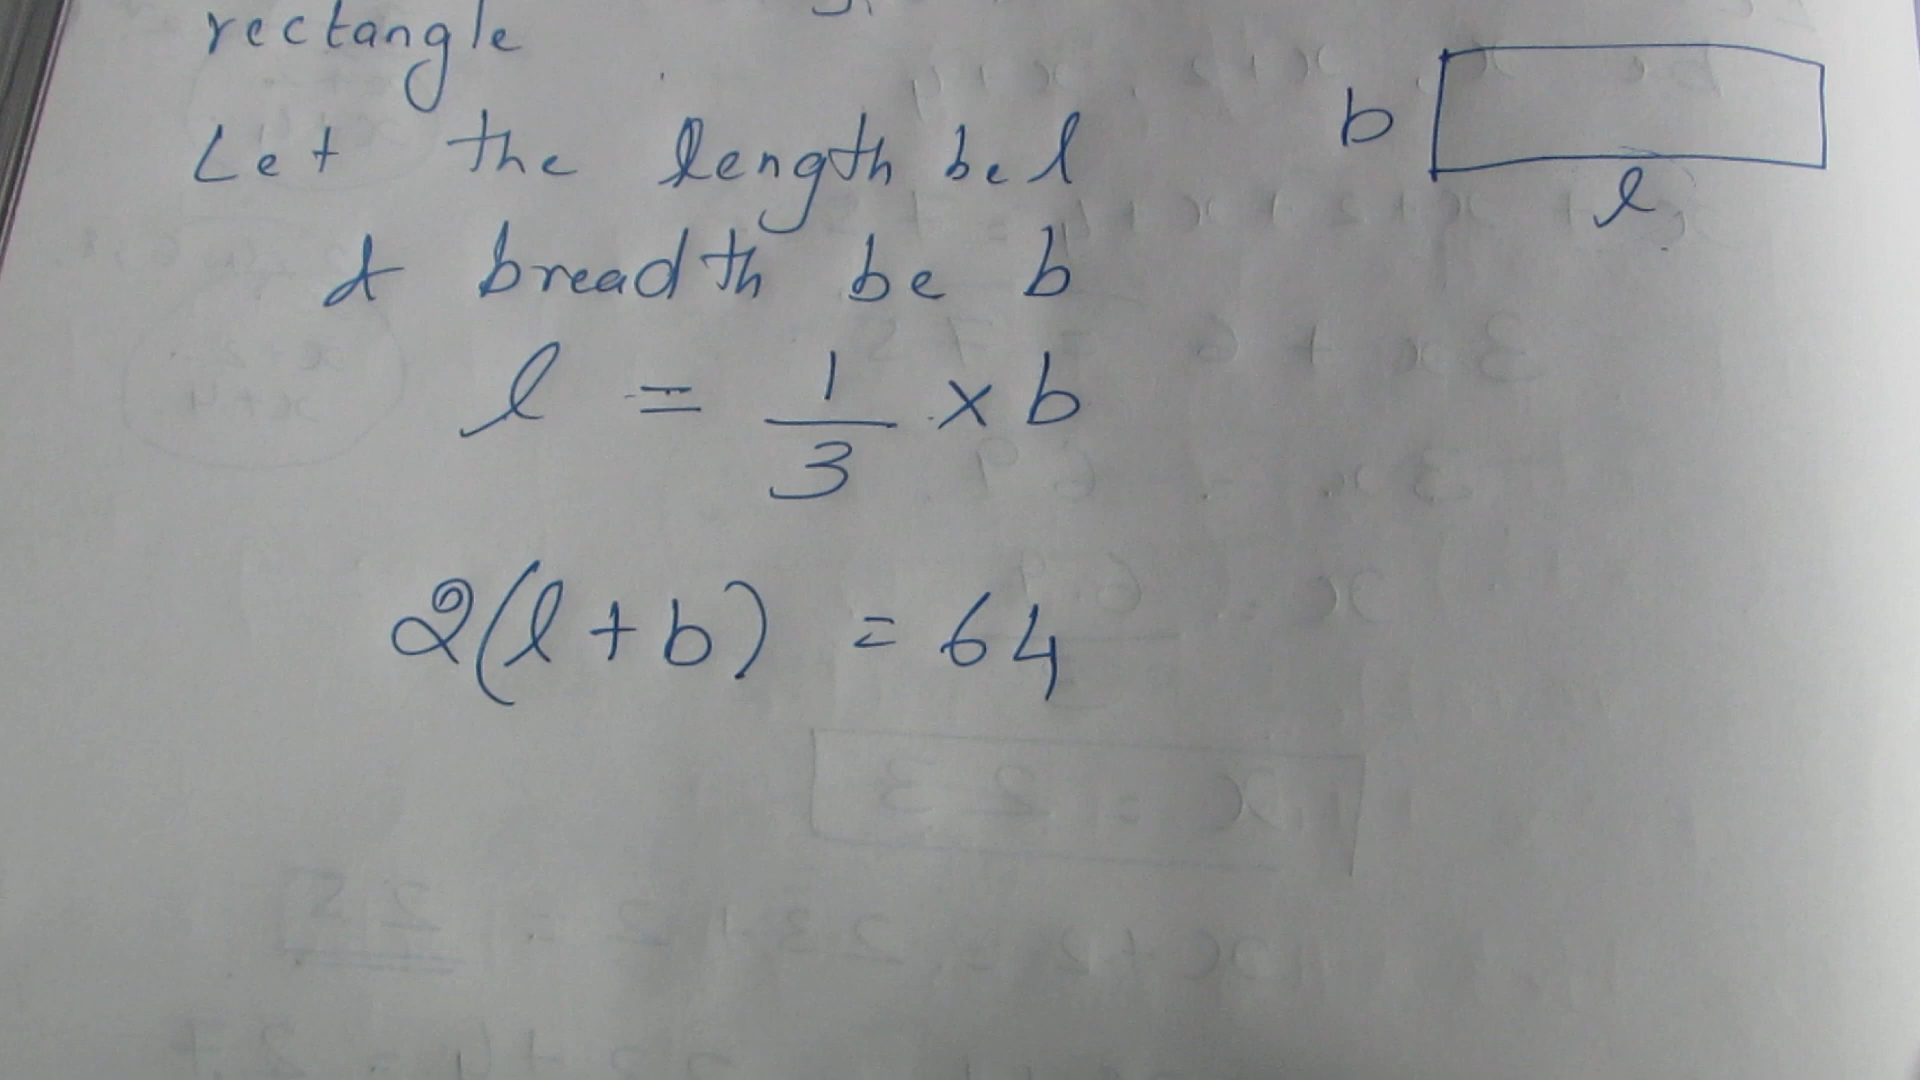 rectangle
Let the length be l
& breadth be b
l = 1/3 × b
2(l + b) = 64
b
l